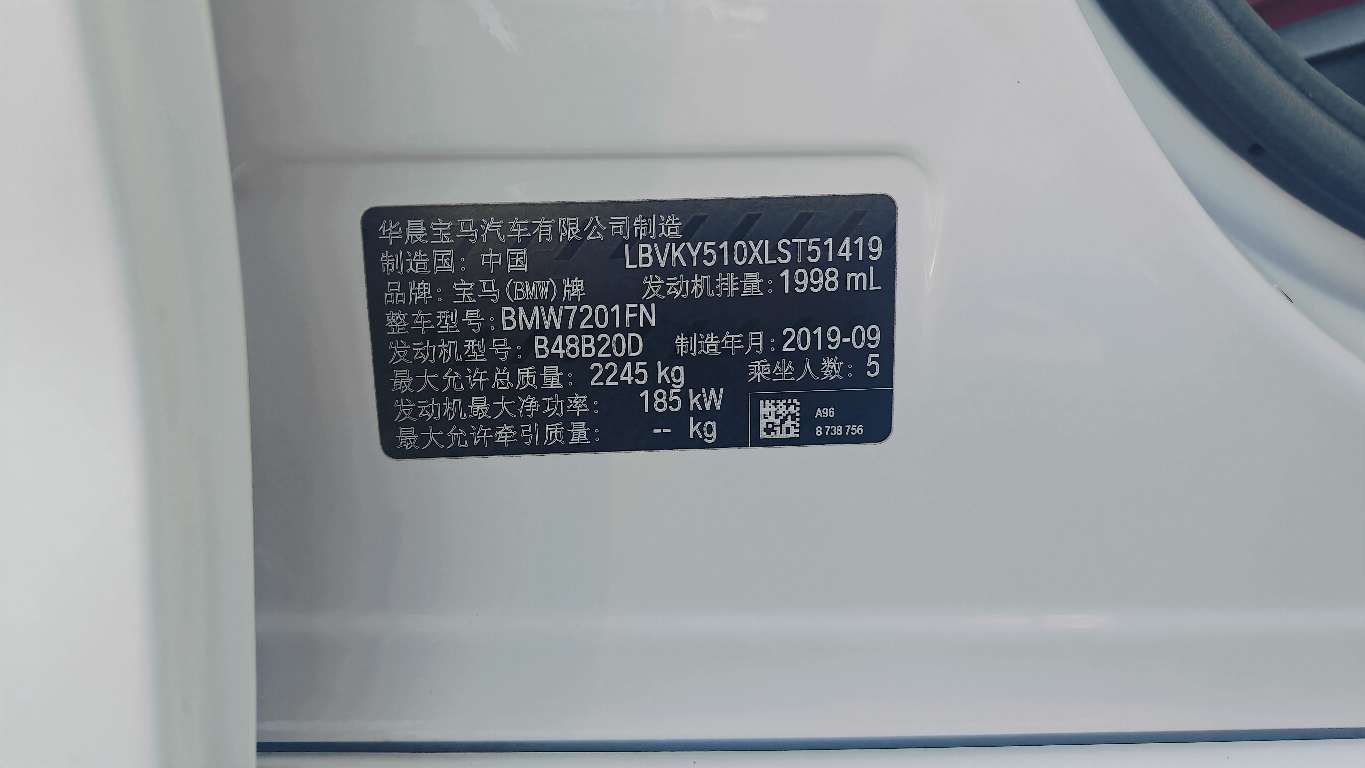 华晨宝马汽车有限公司制造
制造国：中国 LBVKY510XLST51419
品牌：宝马(BMW)牌 发动机排量：1998 mL
整车型号：BMW7201FN
发动机型号：B48B20D 制造年月：2019-09
最大允许总质量：2245 kg 乘坐人数：5
发动机最大净功率：185 kW
最大允许牵引质量：-- kg
A96
8 738 756